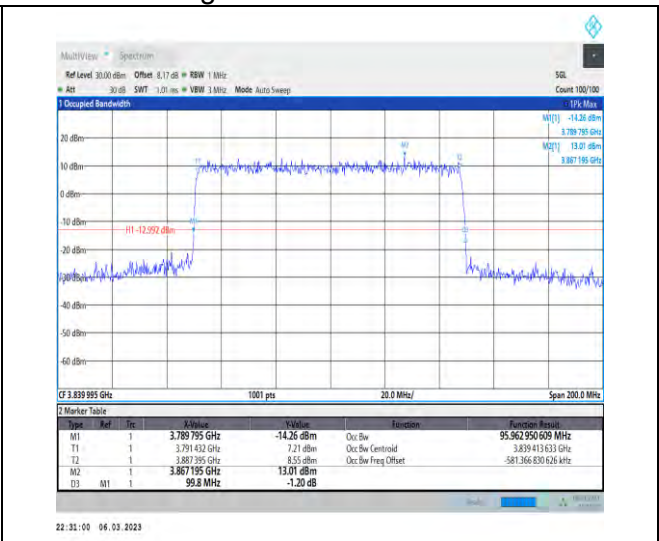 MultiView Spectrum
Ref Level 30.00 dBm Offset 8.17 dB RBW 1 MHz SGL
Att 30 dB SWT 1.01 ms VBW 3 MHz Mode Auto Sweep Count 100/100
1 Occupied Bandwidth 1Pk Max
M1[1] -14.26 dBm
3.789 795 GHz
20 dBm M2[1] 13.01 dBm
3.867 195 GHz
M2
T1
10 dBm
0 dBm
-10 dBm
H1 -12.992 dBm
-20 dBm
-40 dBm
-50 dBm
-60 dBm
CF 3.839 995 GHz 1001 pts 20.0 MHz/ Span 200.0 MHz
2 Marker Table
Type Ref Trc X-Value Y-Value Function Function Result
M1 1 3.789 795 GHz -14.26 dBm Occ Bw 95.962 950 609 MHz
T1 1 3.791 432 GHz 7.21 dBm Occ Bw Centroid 3.839 413 633 GHz
T2 1 3.887 395 GHz 8.55 dBm Occ Bw Freq Offset -581.366 830 626 kHz
M2 1 3.867 195 GHz 13.01 dBm
D3 M1 1 99.8 MHz -1.20 dB
22:31:00 06.03.2023